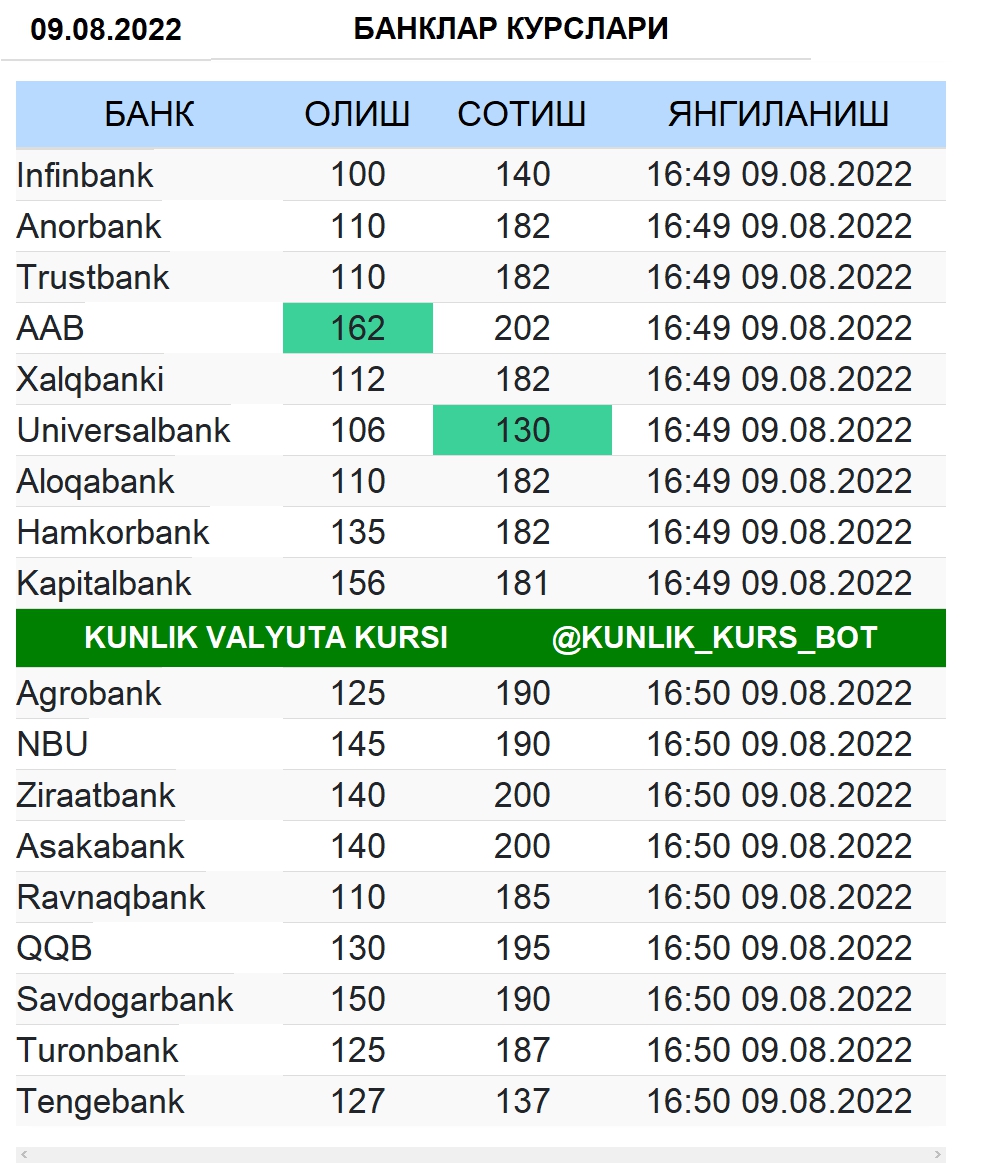 09.08.2022 БАНКЛАР КУРСЛАРИ
БАНК ОЛИШ СОТИШ ЯНГИЛАНИШ
Infinbank 100 140 16:49 09.08.2022
Anorbank 110 182 16:49 09.08.2022
Trustbank 110 182 16:49 09.08.2022
AAB 162 202 16:49 09.08.2022
Xalqbanki 112 182 16:49 09.08.2022
Universalbank 106 130 16:49 09.08.2022
Aloqabank 110 182 16:49 09.08.2022
Hamkorbank 135 182 16:49 09.08.2022
Kapitalbank 156 181 16:49 09.08.2022
KUNLIK VALYUTA KURSI @KUNLIK_KURS_BOT
Agrobank 125 190 16:50 09.08.2022
NBU 145 190 16:50 09.08.2022
Ziraatbank 140 200 16:50 09.08.2022
Asakabank 140 200 16:50 09.08.2022
Ravnaqbank 110 185 16:50 09.08.2022
QQB 130 195 16:50 09.08.2022
Savdogarbank 150 190 16:50 09.08.2022
Turonbank 125 187 16:50 09.08.2022
Tengebank 127 137 16:50 09.08.2022